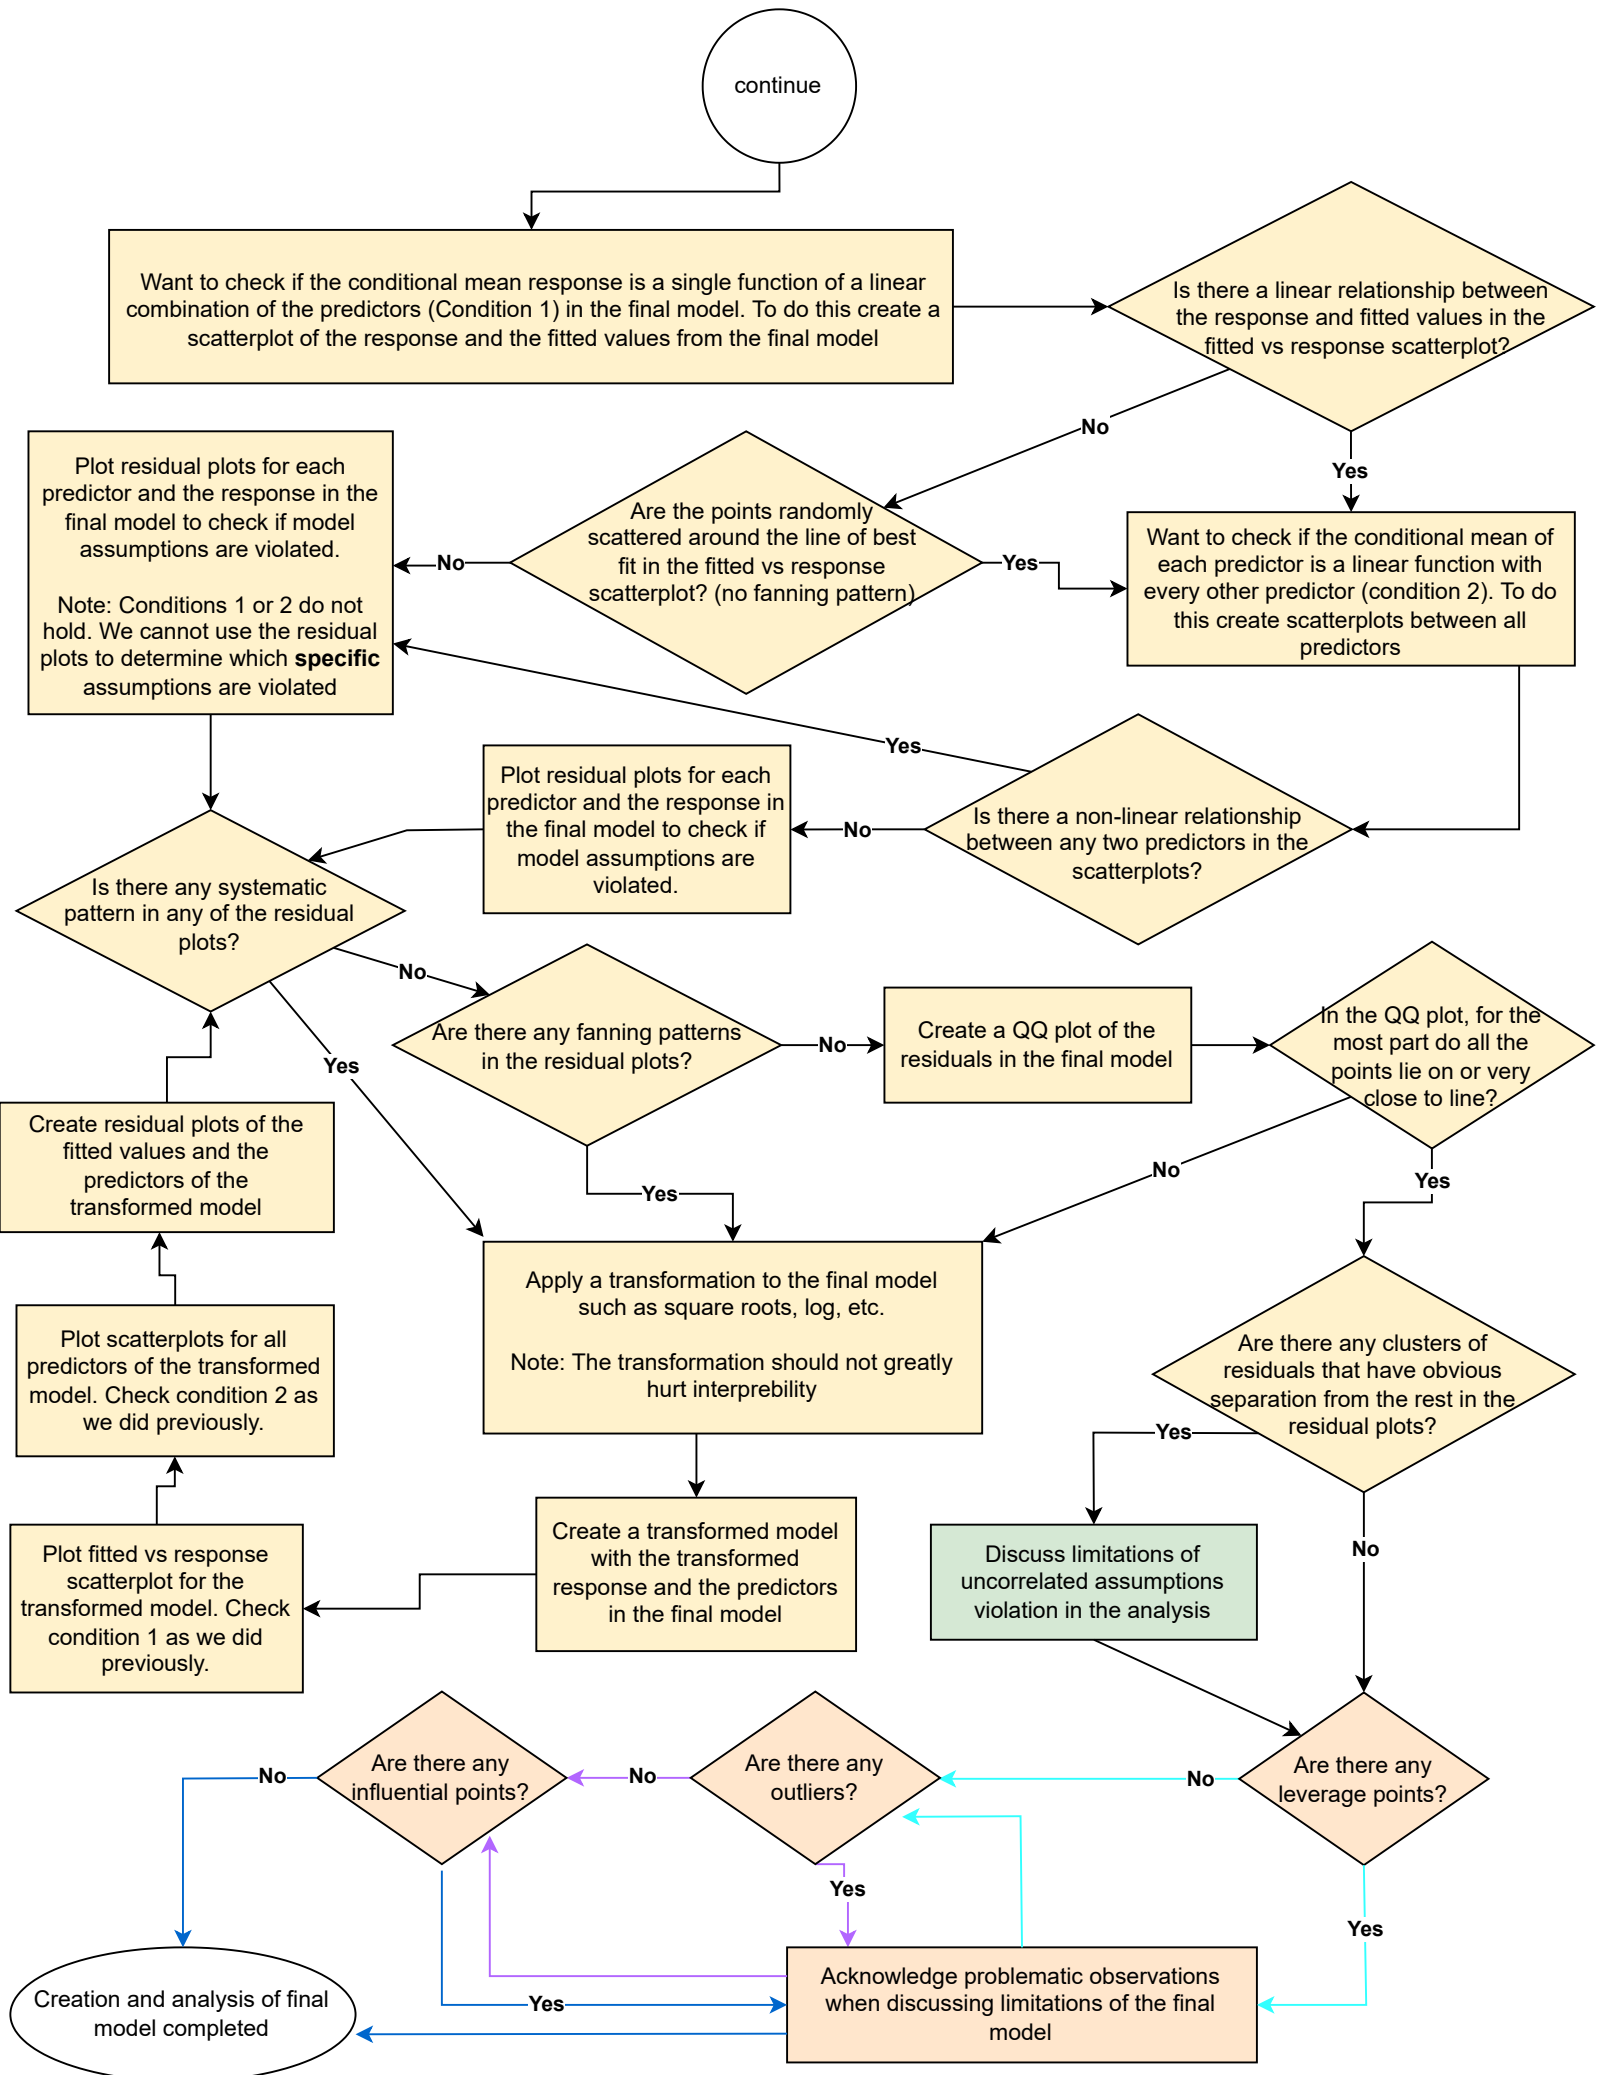 continue
Want to check if the conditional mean response is a single function of a linear
combination of the predictors (Condition 1) in the final model. To do this create a
scatterplot of the response and the fitted values from the final model
Is there a linear relationship between
the response and fitted values in the
fitted vs response scatterplot?
No
Yes
Plot residual plots for each
predictor and the response in the
final model to check if model
assumptions are violated.
Note: Conditions 1 or 2 do not
hold. We cannot use the residual
plots to determine which specific
assumptions are violated
No
Are the points randomly
scattered around the line of best
fit in the fitted vs response
scatterplot? (no fanning pattern)
Yes
Want to check if the conditional mean of
each predictor is a linear function with
every other predictor (condition 2). To do
this create scatterplots between all
predictors
Yes
Plot residual plots for each
predictor and the response in
the final model to check if
model assumptions are
violated.
No
Is there a non-linear relationship
between any two predictors in the
scatterplots?
Is there any systematic
pattern in any of the residual
plots?
No
Yes
Are there any fanning patterns
in the residual plots?
No
Create a QQ plot of the
residuals in the final model
In the QQ plot, for the
most part do all the
points lie on or very
close to line?
Yes
No
Yes
Create residual plots of the
fitted values and the
predictors of the
transformed model
Apply a transformation to the final model
such as square roots, log, etc.
Note: The transformation should not greatly
hurt interprebility
Plot scatterplots for all
predictors of the transformed
model. Check condition 2 as
we did previously.
Are there any clusters of
residuals that have obvious
separation from the rest in the
residual plots?
Yes
No
Plot fitted vs response
scatterplot for the
transformed model. Check
condition 1 as we did
previously.
Create a transformed model
with the transformed
response and the predictors
in the final model
Discuss limitations of
uncorrelated assumptions
violation in the analysis
No
Are there any
influential points?
No
Are there any
outliers?
No
Are there any
leverage points?
Yes
Yes
Yes
Creation and analysis of final
model completed
Acknowledge problematic observations
when discussing limitations of the final
model